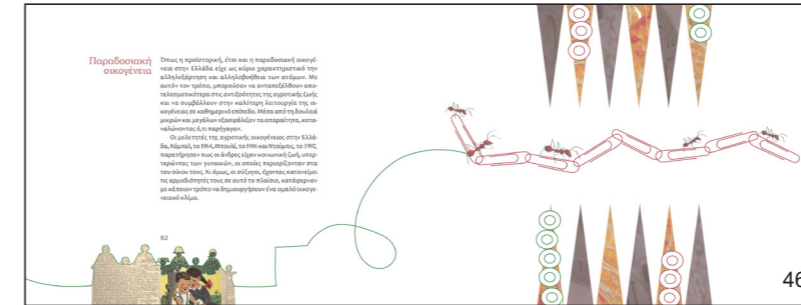 Παραδοσιακή
οικογένεια
Όπως η προϊστορική, έτσι και η παραδοσιακή οικογέ-
νεια στην Ελλάδα είχε ως κύριο χαρακτηριστικό την
αλληλεξάρτηση και αλληλοβοήθεια των ατόμων. Με
αυτόν τον τρόπο, μπορούσαν να ανταπεξέλθουν απο-
τελεσματικότερα στις αντιξοότητες της αγροτικής ζωής
και να συμβάλλουν στην καλύτερη λειτουργία της οι-
κογένειας σε καθημερινό επίπεδο. Μέσα από τη δουλειά
μικρών και μεγάλων εξασφάλιζαν τα απαραίτητα, κατα-
ναλώνοντας ό,τι παρήγαγαν.
Οι μελετητές της αγροτικής οικογένειας στην Ελλά-
δα, Κάμπελ, το 1964, Μπουλέ, το 1966 και Ντούμπις, το 1992,
παρατήρησαν πως οι άνδρες είχαν κοινωνική ζωή, υπερ-
τερώντας των γυναικών, οι οποίες περιορίζονταν στα
του οίκου τους. Κι όμως, οι σύζυγοι, έχοντας κατανείμει
τις αρμοδιότητές τους σε αυτό το πλαίσιο, κατάφερναν
με κάποιον τρόπο να δημιουργήσουν ένα ομαλό οικογε-
νειακό κλίμα.
82
46